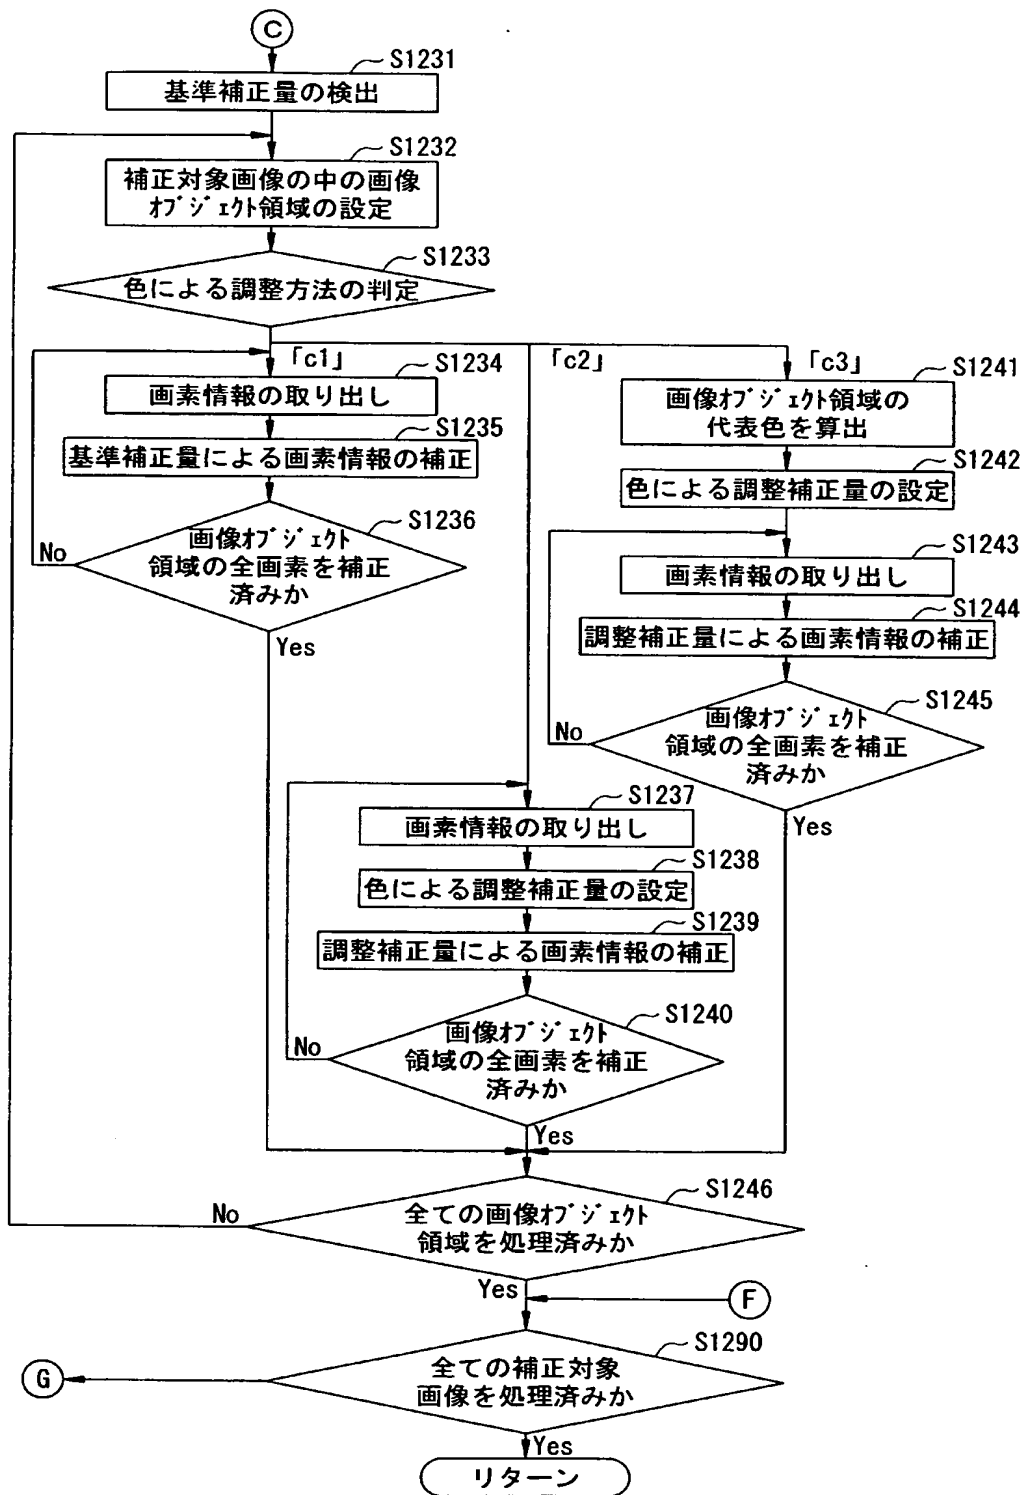 C
S1231
基準補正量の検出
S1232
補正対象画像の中の画像
オブジェクト領域の設定
S1233
色による調整方法の判定
「c1」
「c2」
「c3」
S1234
画素情報の取り出し
S1235
基準補正量による画素情報の補正
S1236
画像オブジェクト
領域の全画素を補正
済みか
No
Yes
S1241
画像オブジェクト領域の
代表色を算出
S1242
色による調整補正量の設定
S1243
画素情報の取り出し
S1244
調整補正量による画素情報の補正
S1245
画像オブジェクト
領域の全画素を補正
済みか
No
Yes
S1237
画素情報の取り出し
S1238
色による調整補正量の設定
S1239
調整補正量による画素情報の補正
S1240
画像オブジェクト
領域の全画素を補正
済みか
No
Yes
S1246
全ての画像オブジェクト
領域を処理済みか
No
Yes
F
S1290
全ての補正対象
画像を処理済みか
G
Yes
リターン